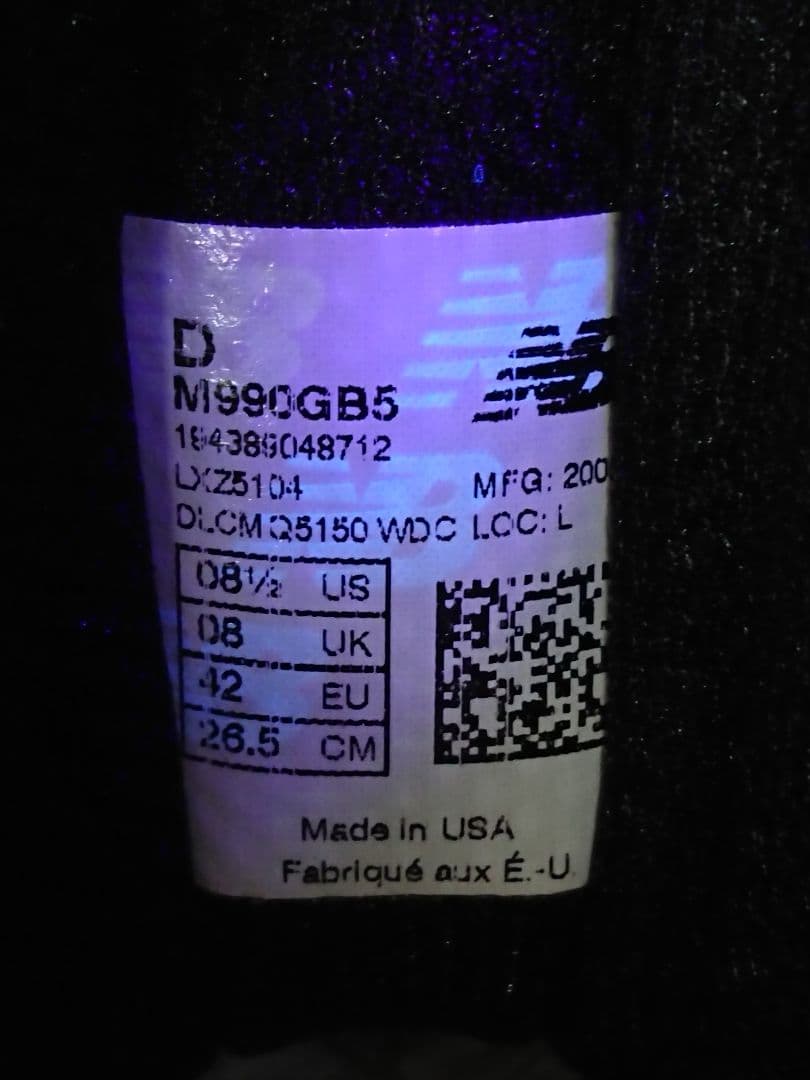 D
M990GB5
194389048712
LXZ5104
MFG: 200
DLCM Q5150 WDC LOC: L
08½ US
08 UK
42 EU
26.5 CM
Made in USA
Fabriqué aux É.-U.